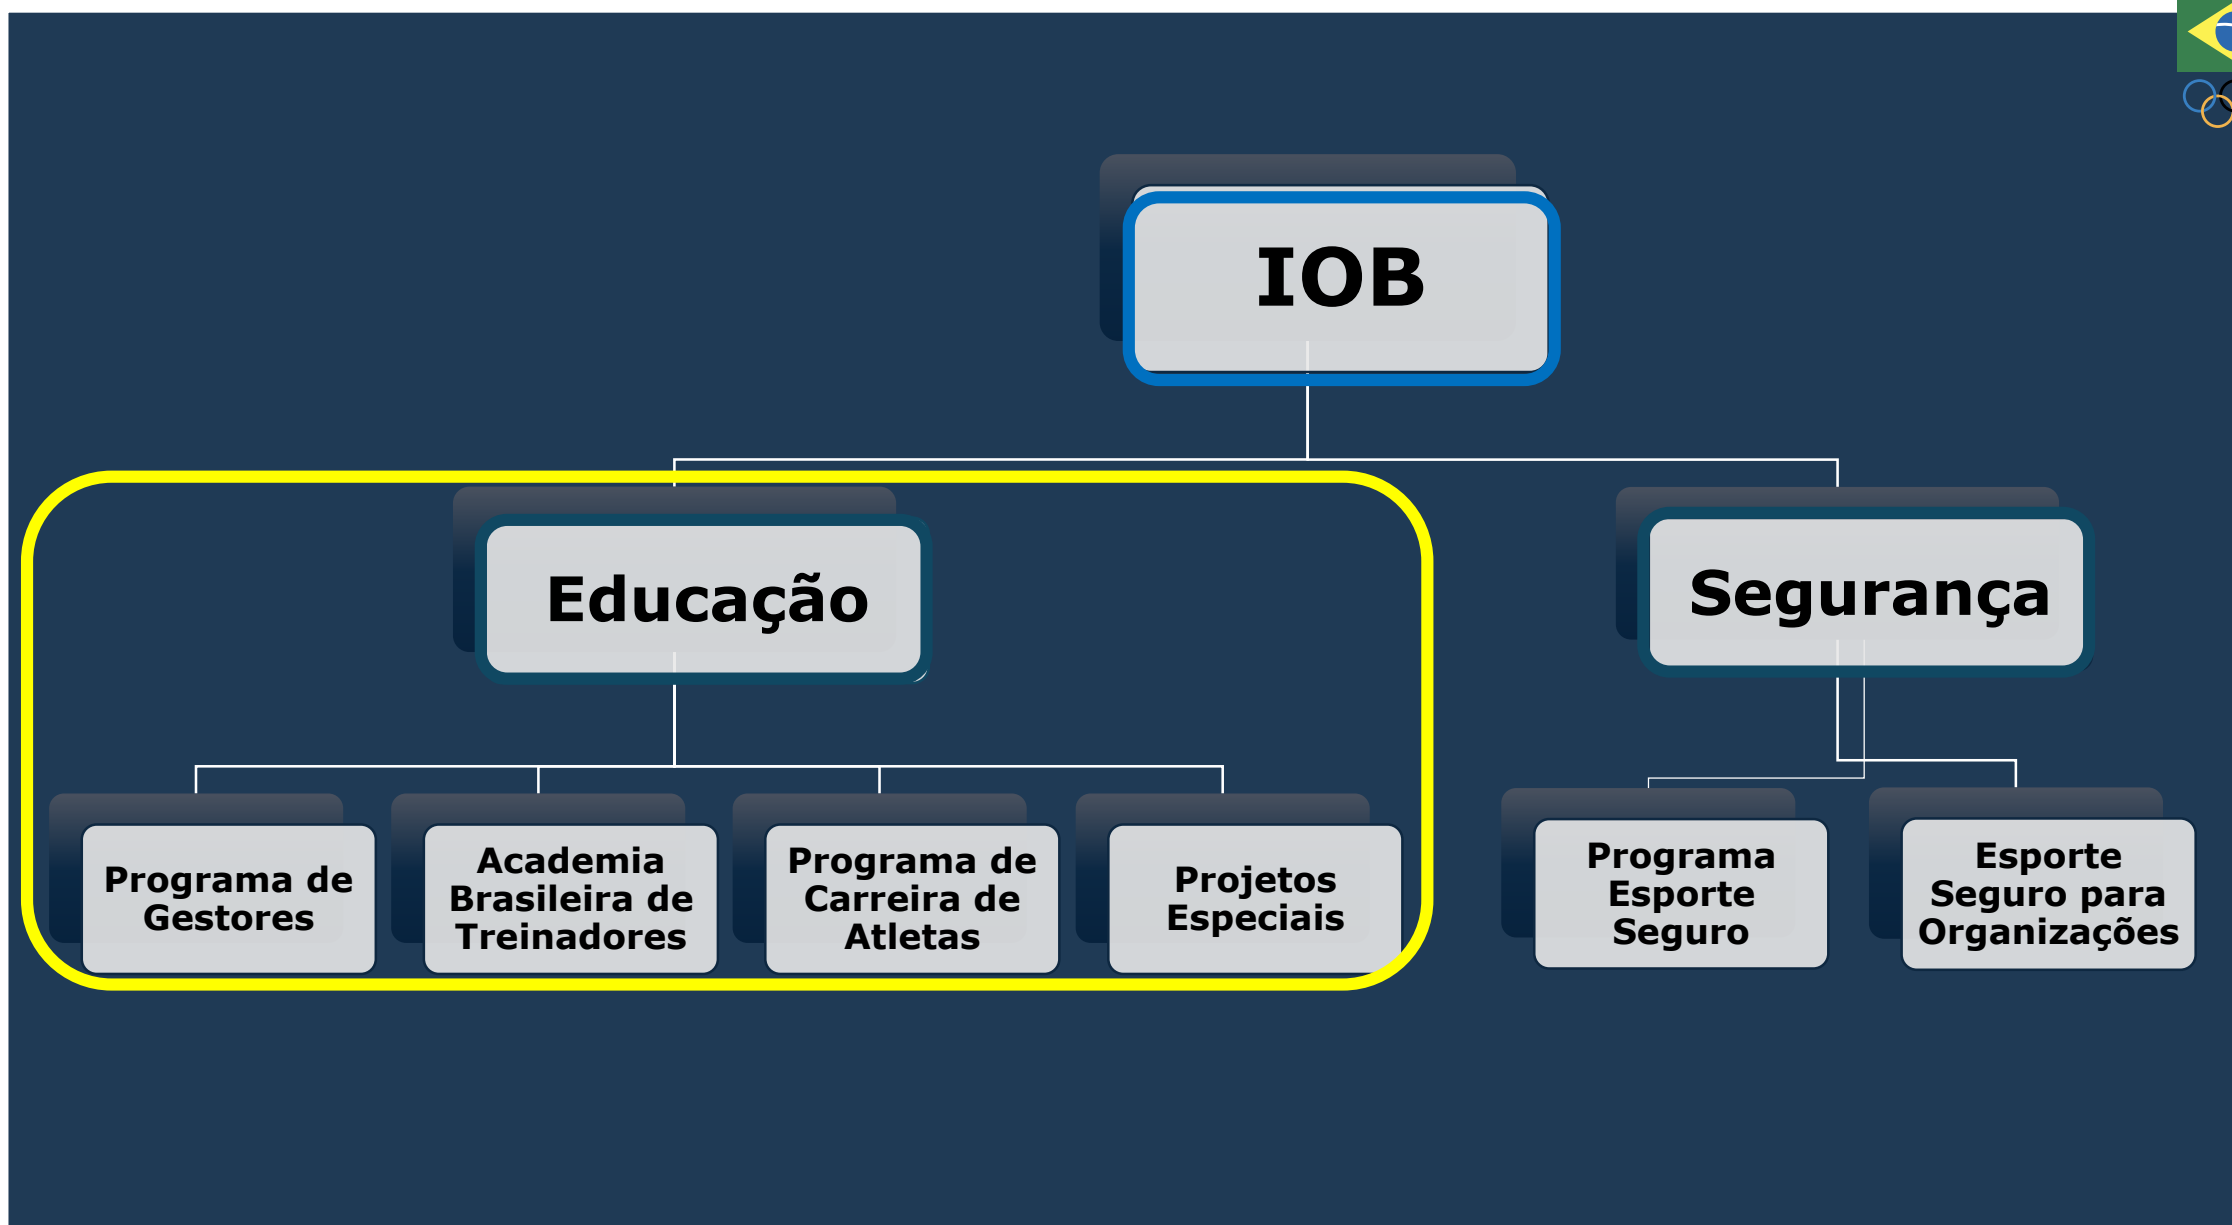 IOB
Educação
Segurança
Programa de
Gestores
Academia
Brasileira de
Treinadores
Programa de
Carreira de
Atletas
Projetos
Especiais
Programa
Esporte
Seguro
Esporte
Seguro para
Organizações